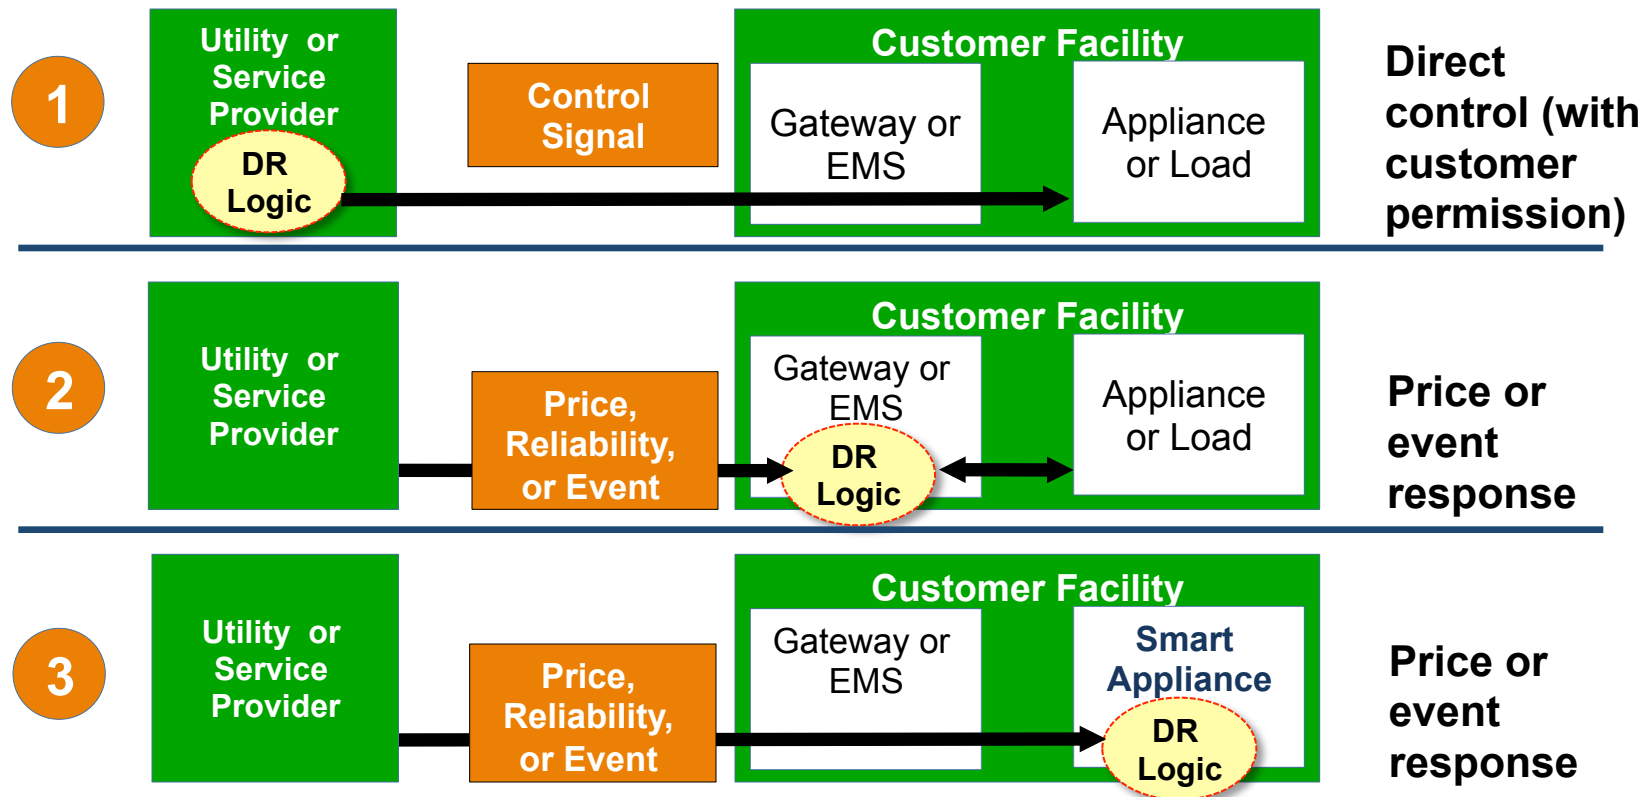 1
Utility or
Service
Provider
DR
Logic
Control
Signal
Customer Facility
Gateway or
EMS
Appliance
or Load
Direct
control (with
customer
permission)
2
Utility or
Service
Provider
Price,
Reliability,
or Event
Customer Facility
Gateway or
EMS
DR
Logic
Appliance
or Load
Price or
event
response
3
Utility or
Service
Provider
Price,
Reliability,
or Event
Customer Facility
Gateway or
EMS
Smart
Appliance
DR
Logic
Price or
event
response